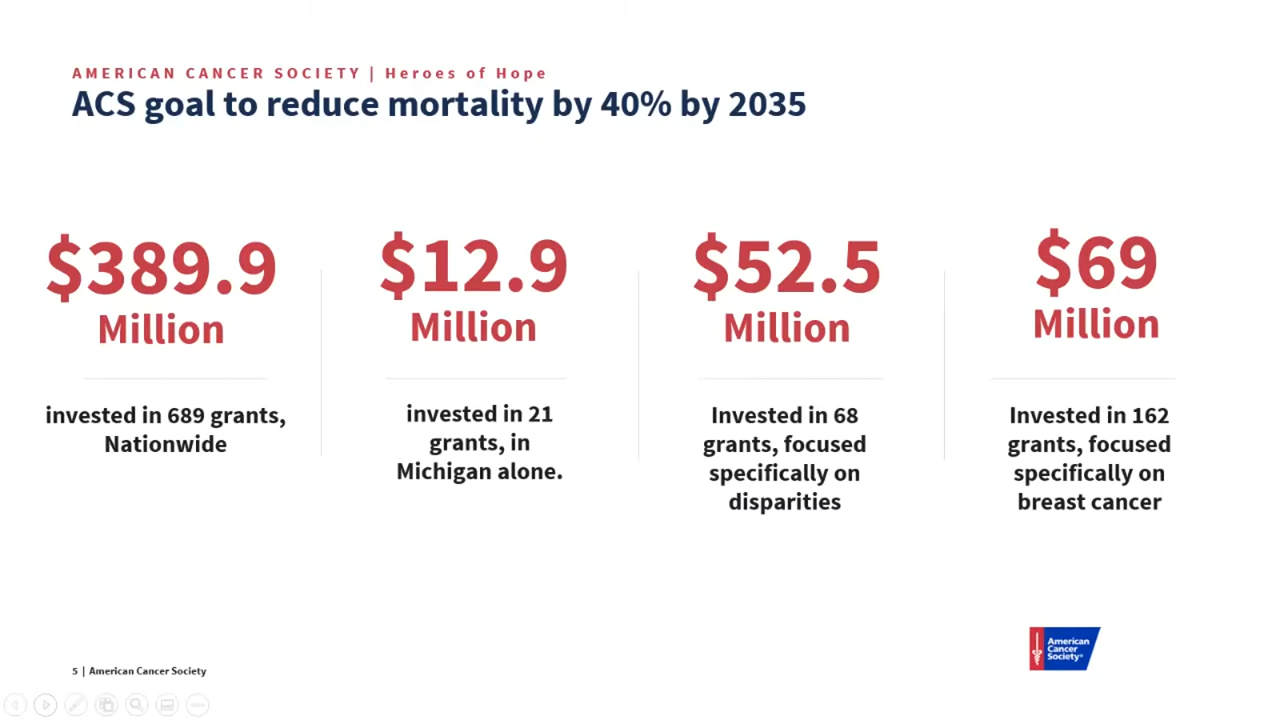 AMERICAN CANCER SOCIETY | Heroes of Hope
ACS goal to reduce mortality by 40% by 2035
$389.9
Million
invested in 689 grants,
Nationwide
$12.9
Million
invested in 21
grants, in
Michigan alone.
$52.5
Million
Invested in 68
grants, focused
specifically on
disparities
$69
Million
Invested in 162
grants, focused
specifically on
breast cancer
American
Cancer
Society®
5 | American Cancer Society